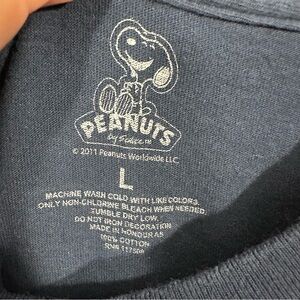 PEANUTS
by Schulz
© 2011 Peanuts Worldwide LLC,
L
MACHINE WASH COLD WITH LIKE COLORS.
ONLY NON-CHLORINE BLEACH WHEN NEEDED.
TUMBLE DRY LOW.
DO NOT IRON DECORATION
MADE IN HONDURAS
100% COTTON